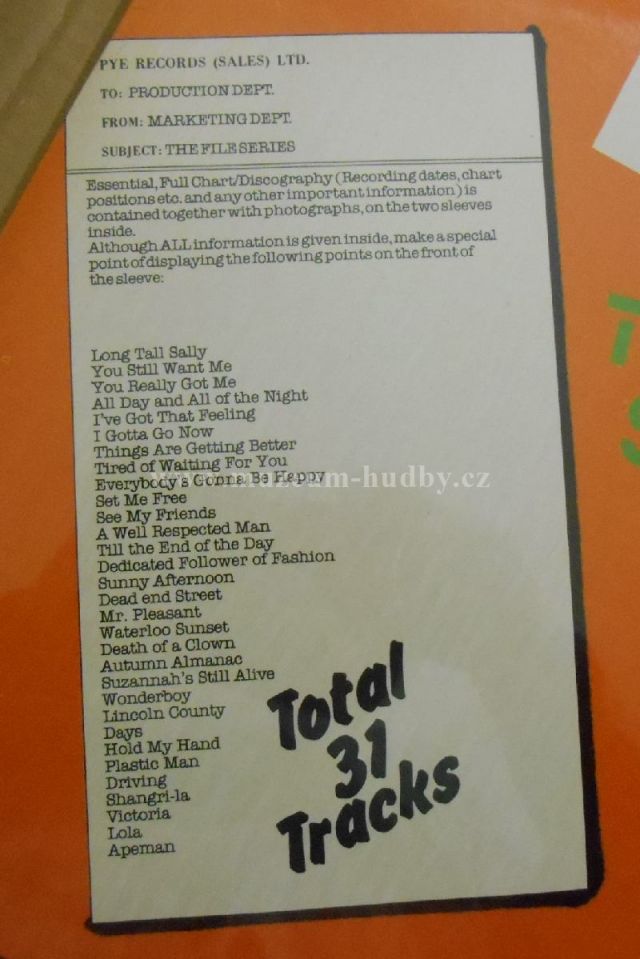 PYE RECORDS (SALES) LTD.
TO: PRODUCTION DEPT.
FROM: MARKETING DEPT.
SUBJECT: THE FILE SERIES
Essential, Full Chart/Discography (Recording dates, chart
positions etc. and any other important information) is
contained together with photographs, on the two sleeves
inside.
Although ALL information is given inside, make a special
point of displaying the following points on the front of
the sleeve:
Long Tall Sally
You Still Want Me
You Really Got Me
All Day and All of the Night
I've Got That Feeling
I Gotta Go Now
Things Are Getting Better
Tired of Waiting For You
Everybody's Gonna Be Happy
www.muzeum-hudby.cz
Set Me Free
See My Friends
A Well Respected Man
Till the End of the Day
Dedicated Follower of Fashion
Sunny Afternoon
Dead end Street
Mr. Pleasant
Waterloo Sunset
Death of a Clown
Autumn Almanac
Suzannah's Still Alive
Wonderboy
Lincoln County
Days
Hold My Hand
Plastic Man
Driving
Shangri-la
Victoria
Lola
Apeman
Total
31
Tracks